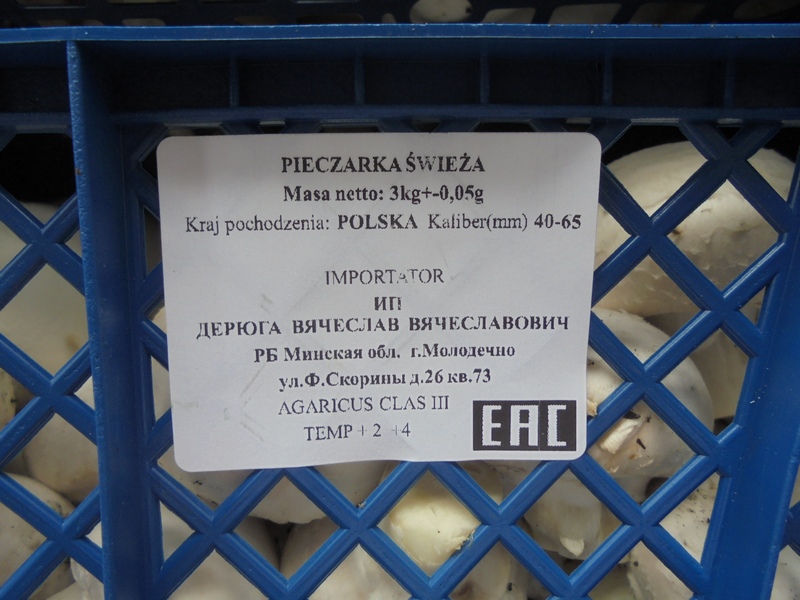 PIECZARKA ŚWIEŻA
Masa netto: 3kg+-0,05g
Kraj pochodzenia: POLSKA Kaliber(mm) 40-65
IMPORTATOR
ИП
ДЕРЮГА ВЯЧЕСЛАВ ВЯЧЕСЛАВОВИЧ
РБ Минская обл. г.Молодечно
ул.Ф.Скорины д.26 кв.73
AGARICUS CLAS III
TEMP + 2 +4
EAC